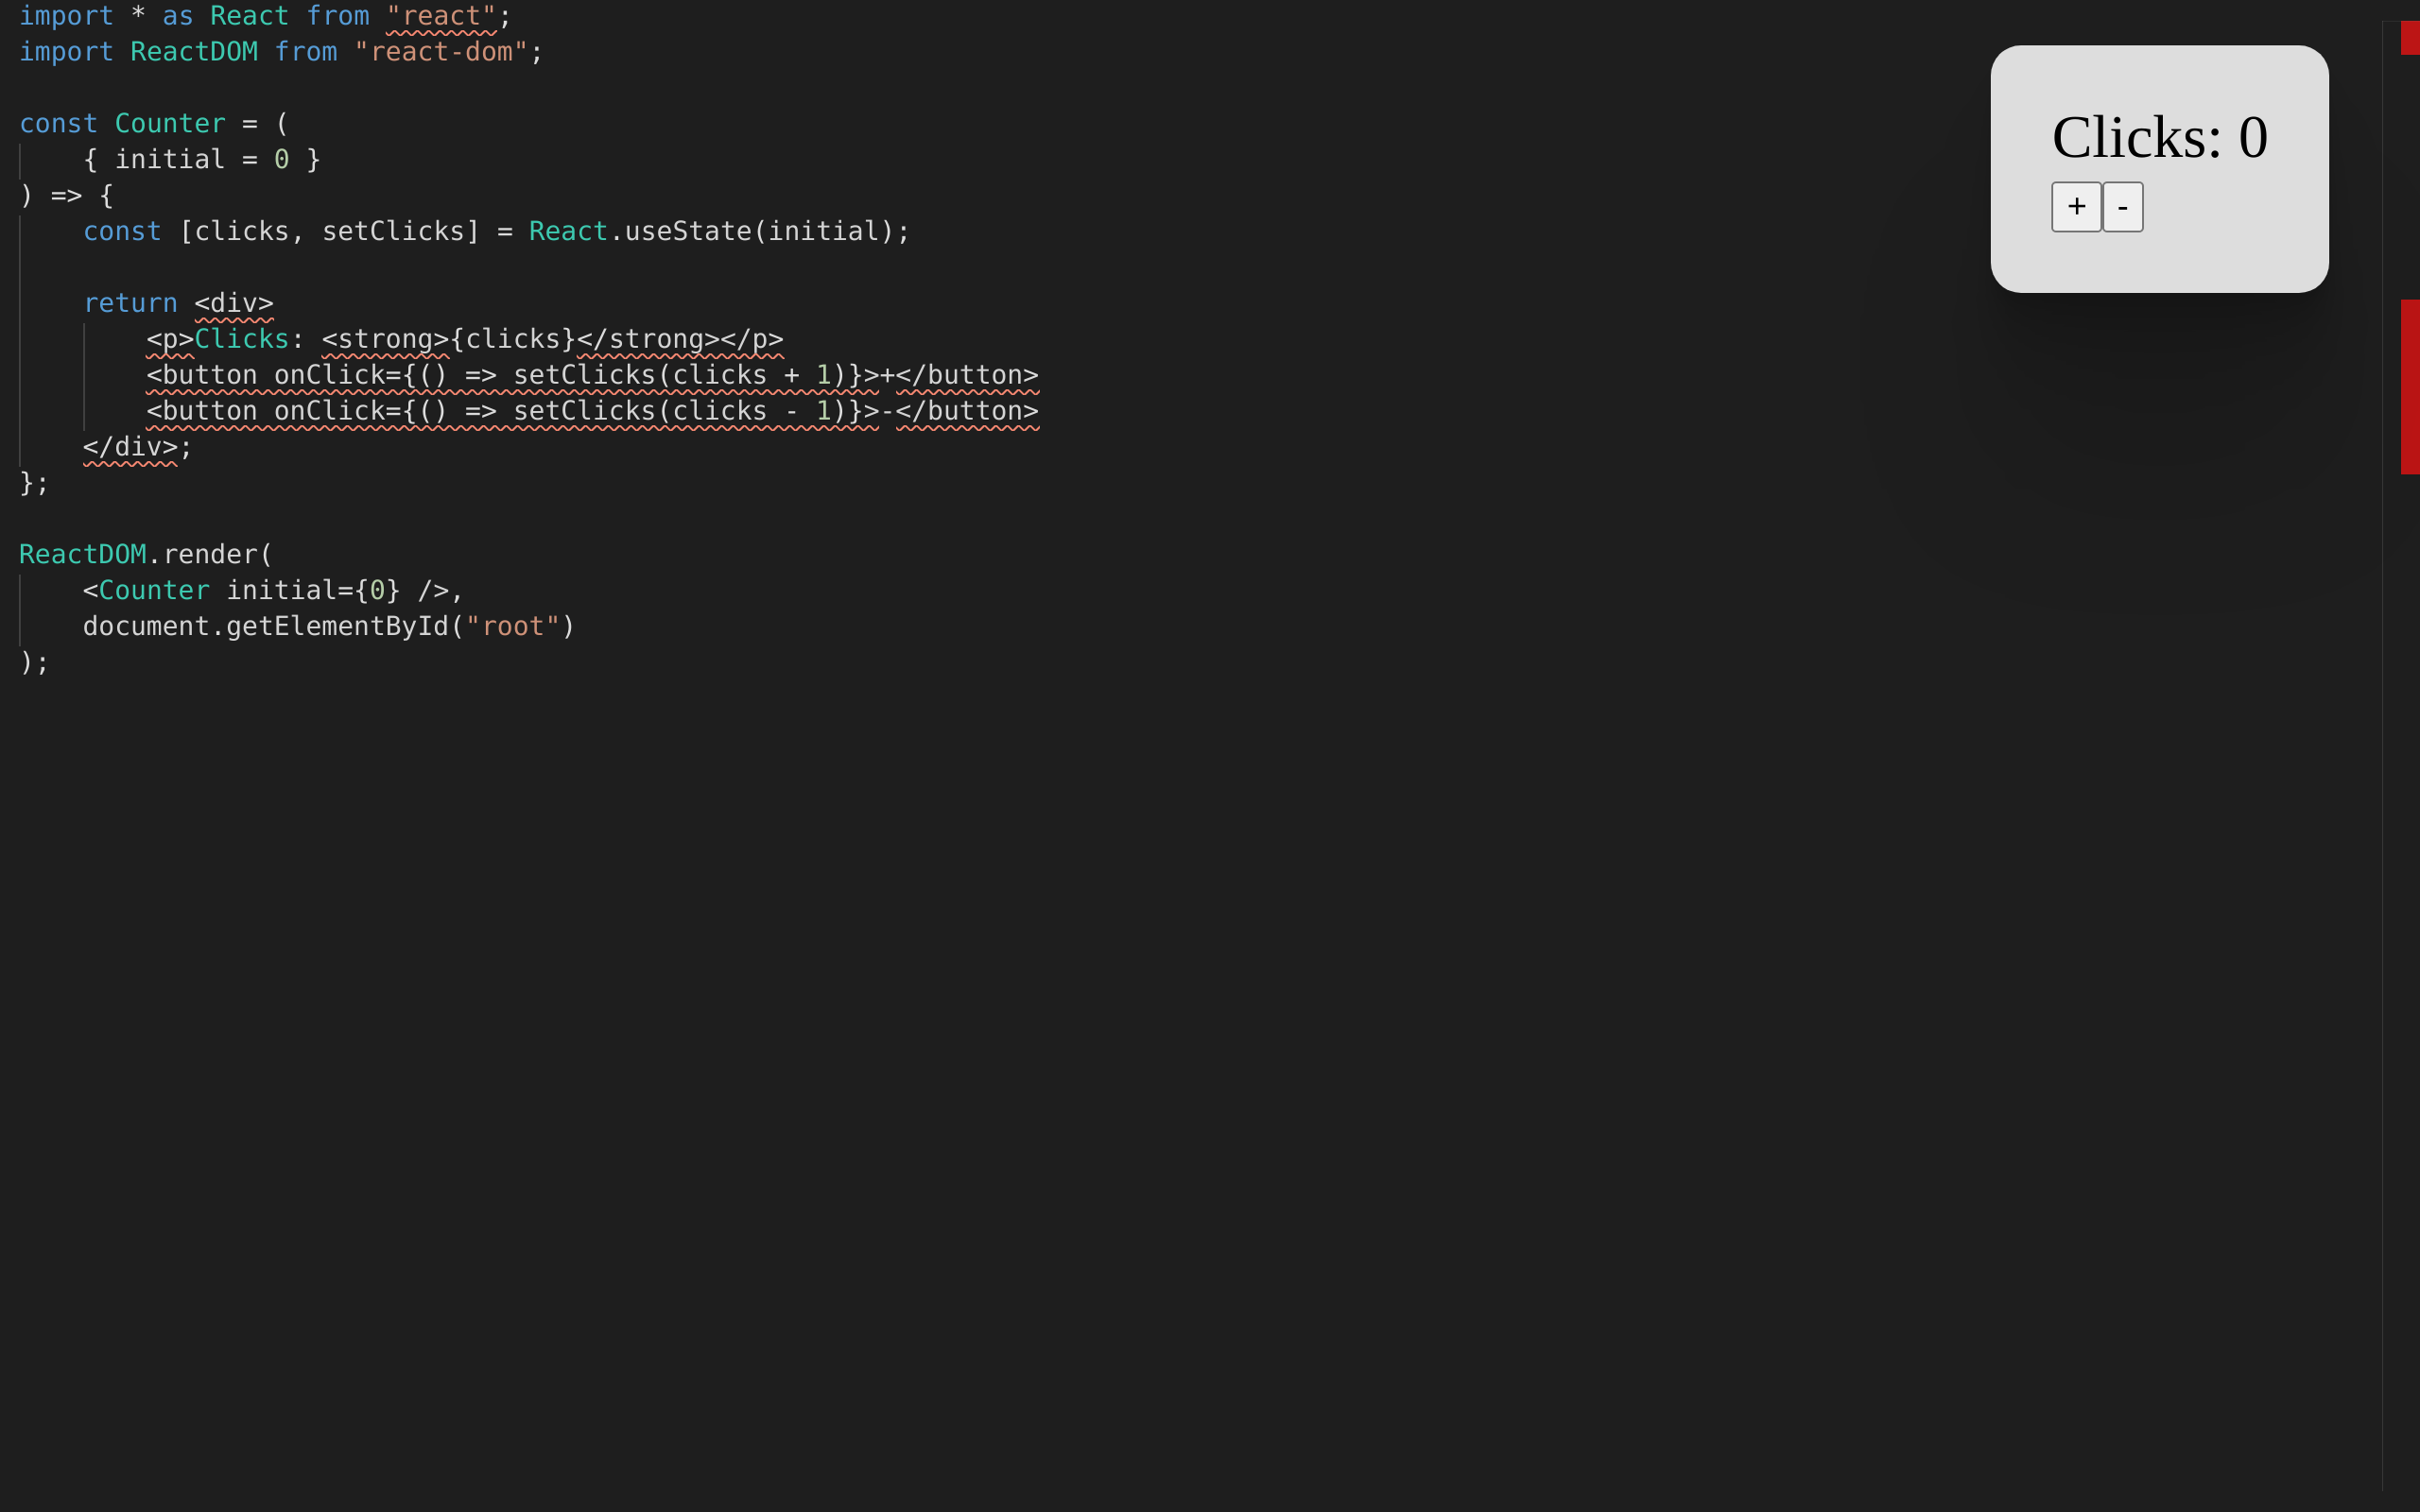 import * as React from "react";
import ReactDOM from "react-dom";
const Counter = (
    { initial = 0 }
) => {
    const [clicks, setClicks] = React.useState(initial);
    return <div>
        <p>Clicks: <strong>{clicks}</strong></p>
        <button onClick={() => setClicks(clicks + 1)}>+</button>
        <button onClick={() => setClicks(clicks - 1)}>-</button>
    </div>;
};
ReactDOM.render(
    <Counter initial={0} />,
    document.getElementById("root")
);
Clicks: 0
+ -